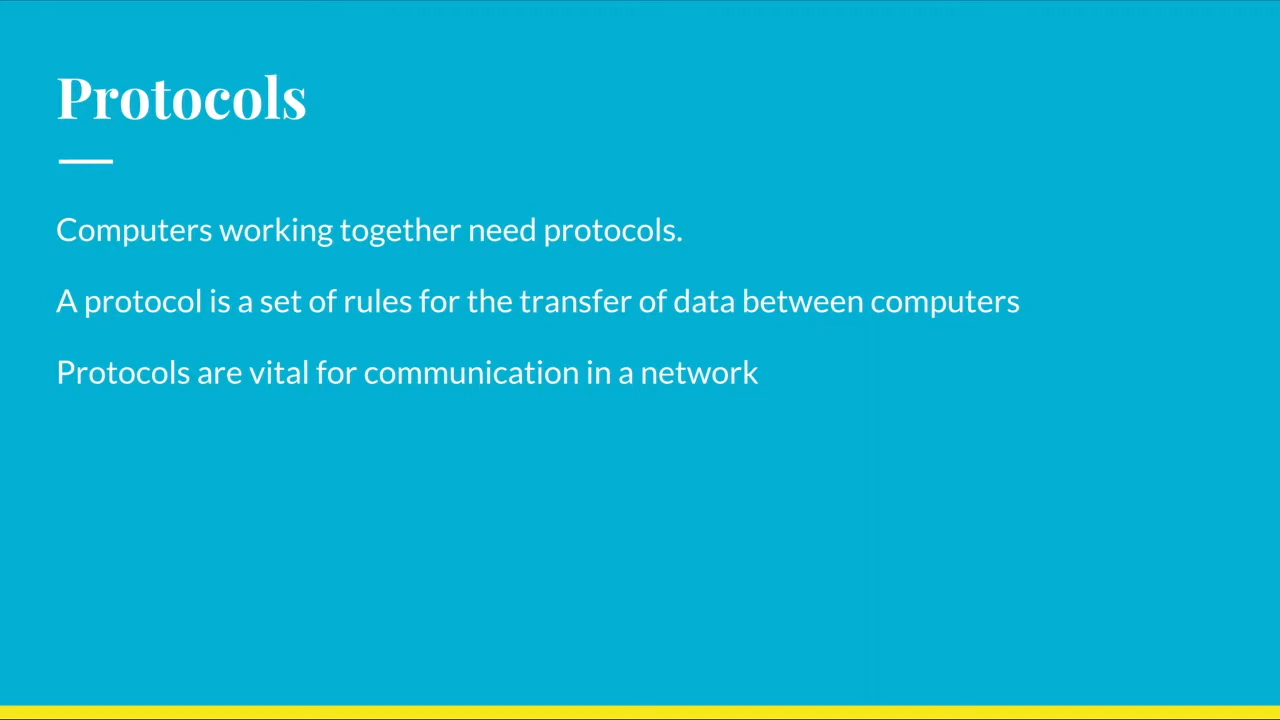 Protocols
Computers working together need protocols.
A protocol is a set of rules for the transfer of data between computers
Protocols are vital for communication in a network